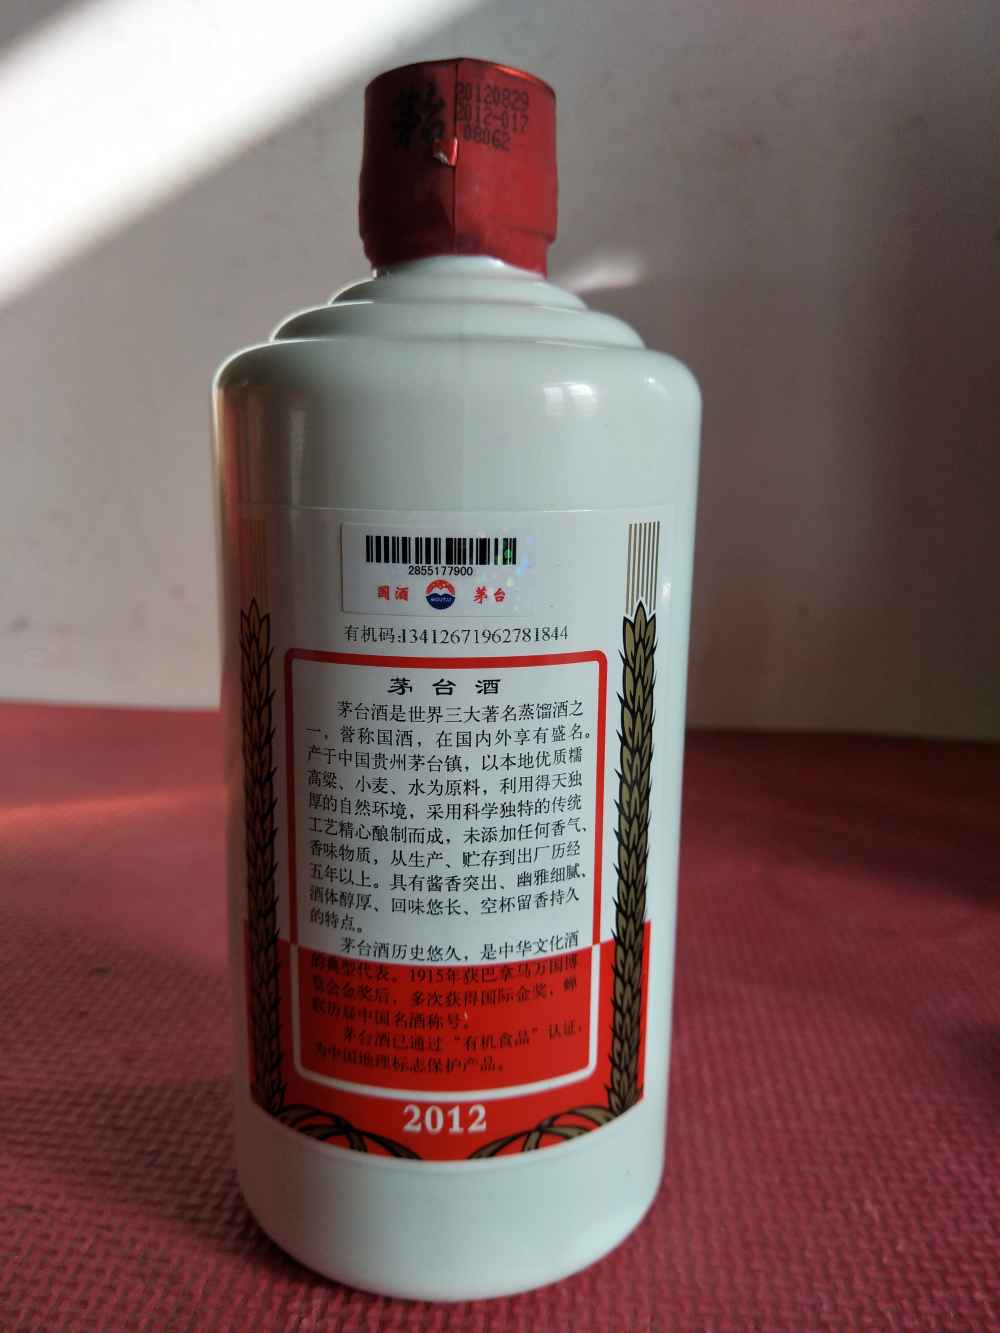 茅台
20120829
2012-017
08062
2855177900
国酒
MOUTAI
茅台
有机码:13412671962781844
茅台酒
茅台酒是世界三大著名蒸馏酒之
一，誉称国酒，在国内外享有盛名。
产于中国贵州茅台镇，以本地优质糯
高粱、小麦、水为原料，利用得天独
厚的自然环境，采用科学独特的传统
工艺精心酿制而成，未添加任何香气、
香味物质，从生产、贮存到出厂历经
五年以上。具有酱香突出、幽雅细腻、
酒体醇厚、回味悠长、空杯留香持久
的特点。
茅台酒历史悠久，是中华文化酒
的典型代表。1915年获巴拿马万国博
览会金奖后，多次获得国际金奖，蝉
联历届中国名酒称号。
茅台酒已通过“有机食品”认证，
为中国地理标志保护产品。
2012